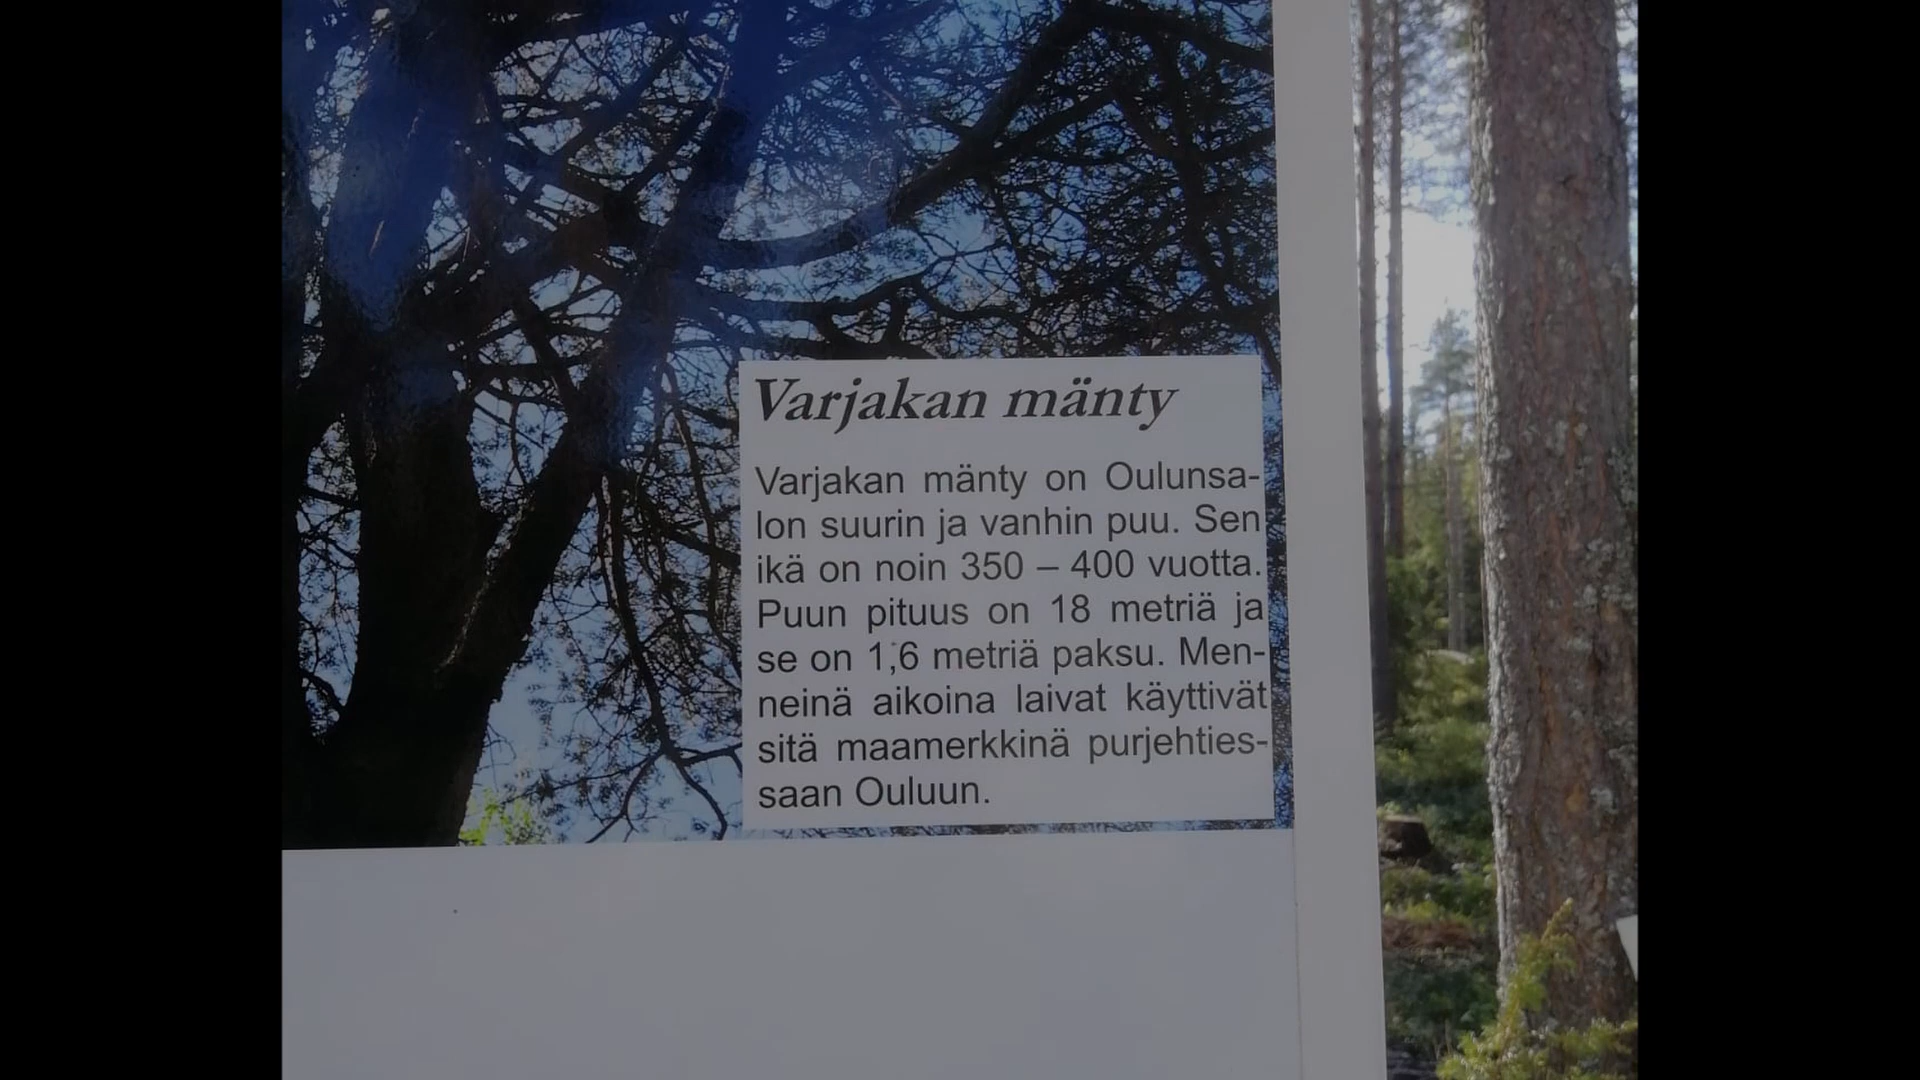 Varjakan mänty
Varjakan mänty on Oulunsa-
lon suurin ja vanhin puu. Sen
ikä on noin 350 – 400 vuotta.
Puun pituus on 18 metriä ja
se on 1,6 metriä paksu. Men-
neinä aikoina laivat käyttivät
sitä maamerkkinä purjehties-
saan Ouluun.